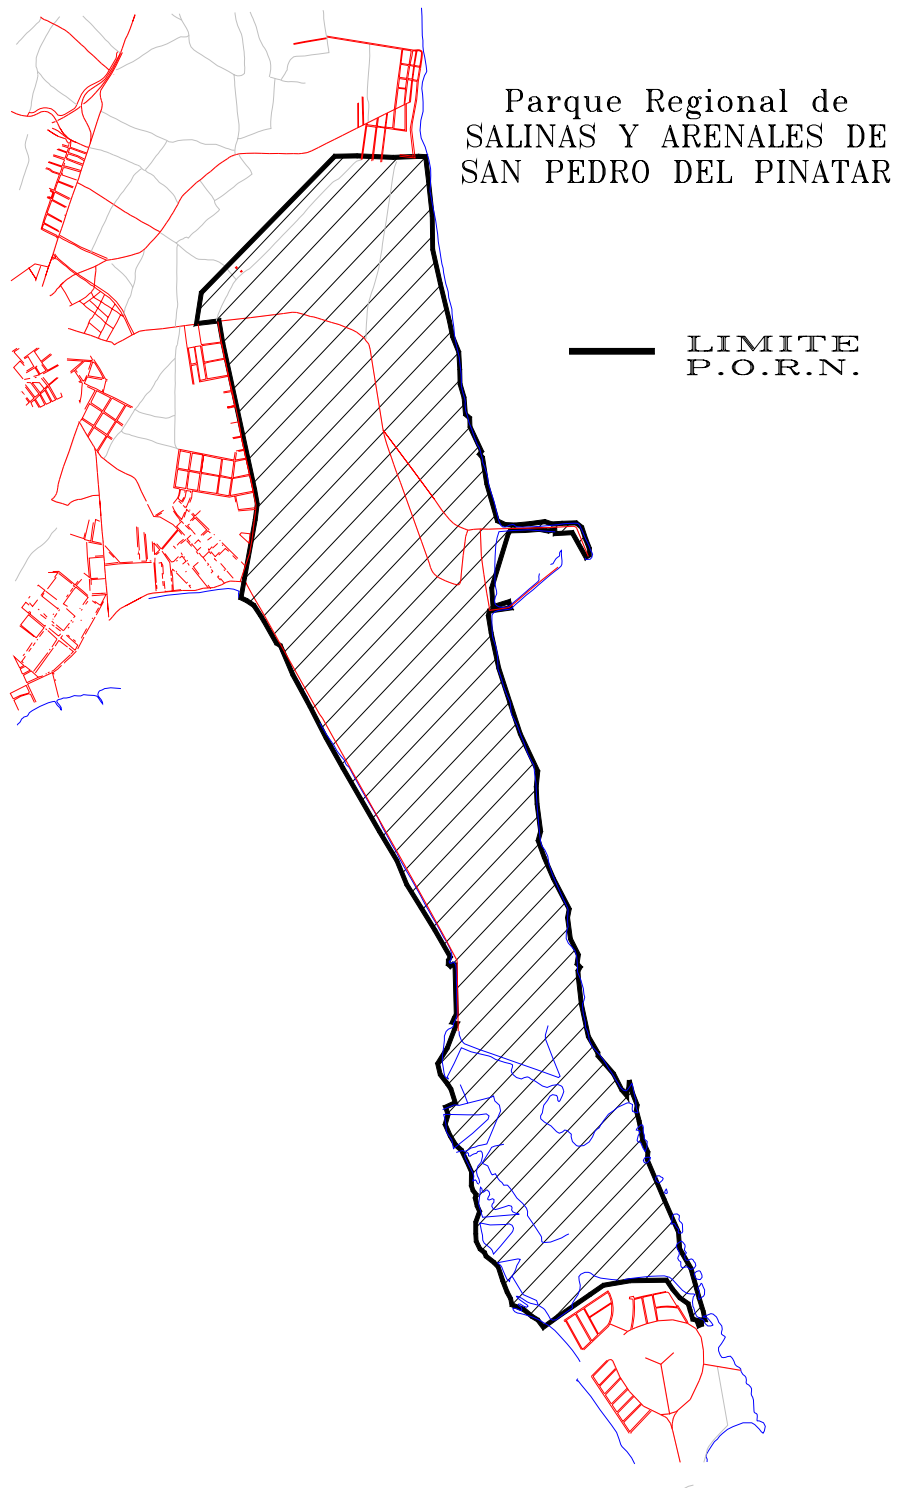 Parque Regional de
SALINAS Y ARENALES DE
SAN PEDRO DEL PINATAR
LIMITE
P.O.R.N.